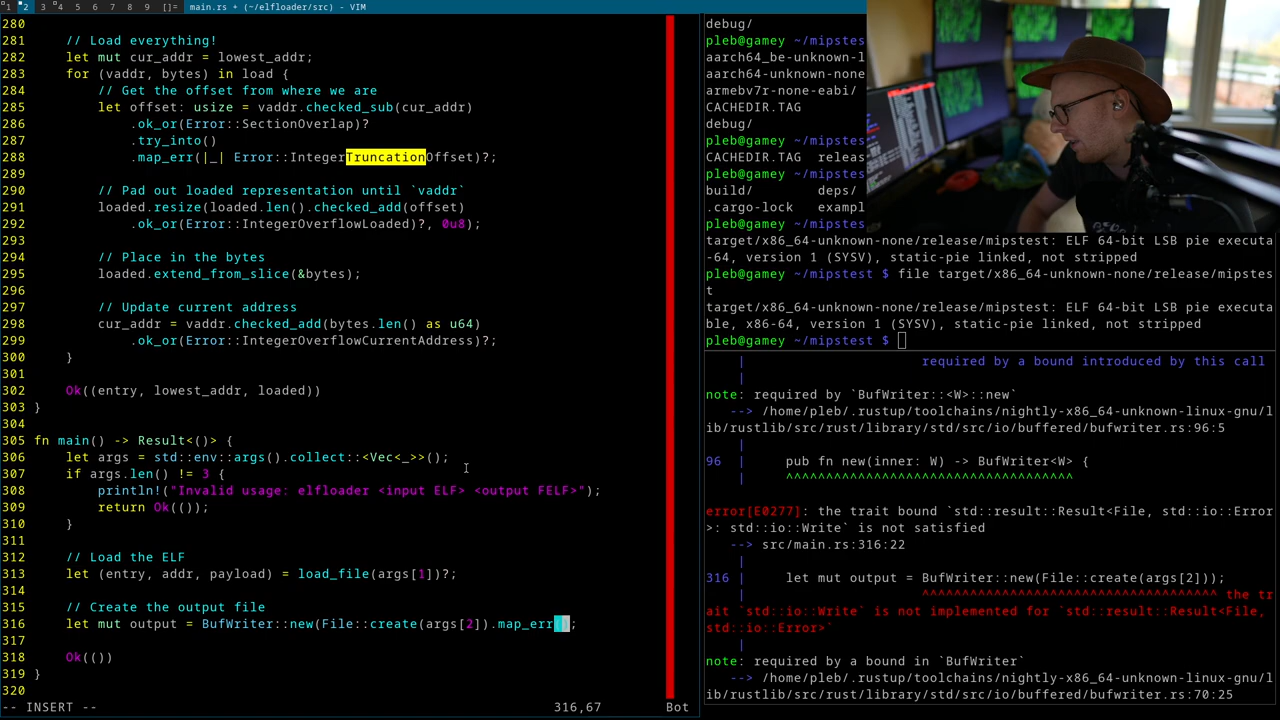 1 2 3 4 5 6 7 8 9 []= main.rs + (~/elfloader/src) - VIM
280
281     // Load everything!
282     let mut cur_addr = lowest_addr;
283     for (vaddr, bytes) in load {
284         // Get the offset from where we are
285         let offset: usize = vaddr.checked_sub(cur_addr)
286             .ok_or(Error::SectionOverlap)?
287             .try_into()
288             .map_err(|_| Error::IntegerTruncationOffset)?;
289
290         // Pad out loaded representation until `vaddr`
291         loaded.resize(loaded.len().checked_add(offset)
292             .ok_or(Error::IntegerOverflowLoaded)?, 0u8);
293
294         // Place in the bytes
295         loaded.extend_from_slice(&bytes);
296
297         // Update current address
298         cur_addr = vaddr.checked_add(bytes.len() as u64)
299             .ok_or(Error::IntegerOverflowCurrentAddress)?;
300     }
301
302     Ok((entry, lowest_addr, loaded))
303 }
304
305 fn main() -> Result<()> {
306     let args = std::env::args().collect::<Vec<_>>();
307     if args.len() != 3 {
308         println!("Invalid usage: elfloader <input ELF> <output FELF>");
309         return Ok(());
310     }
311
312     // Load the ELF
313     let (entry, addr, payload) = load_file(args[1])?;
314
315     // Create the output file
316     let mut output = BufWriter::new(File::create(args[2]).map_err();
317
318     Ok(())
319 }
320
-- INSERT -- 316,67 Bot
debug/
pleb@gamey ~/mipstes
aarch64_be-unknown-l
aarch64-unknown-none
armebv7r-none-eabi/
CACHEDIR.TAG
debug/
pleb@gamey ~/mipstes
CACHEDIR.TAG  releas
pleb@gamey ~/mipstes
build/      deps/
.cargo-lock  exampl
pleb@gamey ~/mipstes
target/x86_64-unknown-none/release/mipstest: ELF 64-bit LSB pie executa
-64, version 1 (SYSV), static-pie linked, not stripped
pleb@gamey ~/mipstest $ file target/x86_64-unknown-none/release/mipstes
t
target/x86_64-unknown-none/release/mipstest: ELF 64-bit LSB pie executa
ble, x86-64, version 1 (SYSV), static-pie linked, not stripped
pleb@gamey ~/mipstest $
    |                      required by a bound introduced by this call
    |
note: required by `BufWriter::<W>::new`
   --> /home/pleb/.rustup/toolchains/nightly-x86_64-unknown-linux-gnu/l
ib/rustlib/src/rust/library/std/src/io/buffered/bufwriter.rs:96:5
    |
96  |     pub fn new(inner: W) -> BufWriter<W> {
    |     ^^^^^^^^^^^^^^^^^^^^^^^^^^^^^^^^^^^^
error[E0277]: the trait bound `std::result::Result<File, std::io::Error
>: std::io::Write` is not satisfied
   --> src/main.rs:316:22
    |
316 |     let mut output = BufWriter::new(File::create(args[2]));
    |                      ^^^^^^^^^^^^^^^^^^^^^^^^^^^^^^^^^^^^^ the tr
ait `std::io::Write` is not implemented for `std::result::Result<File,
std::io::Error>`
    |
note: required by a bound in `BufWriter`
   --> /home/pleb/.rustup/toolchains/nightly-x86_64-unknown-linux-gnu/l
ib/rustlib/src/rust/library/std/src/io/buffered/bufwriter.rs:70:25